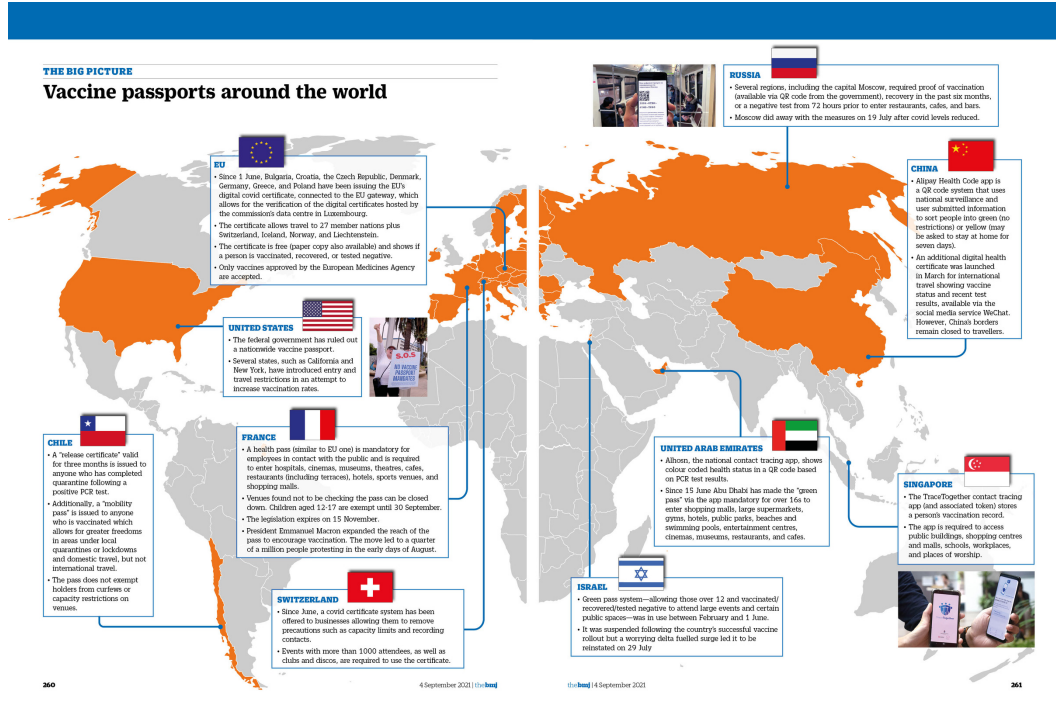 THE BIG PICTURE
Vaccine passports around the world
RUSSIA
• Several regions, including the capital Moscow, required proof of vaccination
(available via QR code from the government), recovery in the past six months,
or a negative test from 72 hours prior to enter restaurants, cafes, and bars.
• Moscow did away with the measures on 19 July after covid levels reduced.
EU
• Since 1 June, Bulgaria, Croatia, the Czech Republic, Denmark,
Germany, Greece, and Poland have been issuing the EU's
digital covid certificate, connected to the EU gateway, which
allows for the verification of the digital certificates hosted by
the commission's data centre in Luxembourg.
• The certificate allows travel to 27 member nations plus
Switzerland, Iceland, Norway, and Liechtenstein.
• The certificate is free (paper copy also available) and shows if
a person is vaccinated, recovered, or tested negative.
• Only vaccines approved by the European Medicines Agency
are accepted.
CHINA
• Alipay Health Code app is
a QR code system that uses
national surveillance and
user submitted information
to sort people into green (no
restrictions) or yellow (may
be asked to stay at home for
seven days).
• An additional digital health
certificate was launched
in March for international
travel showing vaccine
status and recent test
results, available via the
social media service WeChat.
However, China's borders
remain closed to travellers.
UNITED STATES
• The federal government has ruled out
a nationwide vaccine passport.
• Several states, such as California and
New York, have introduced entry and
travel restrictions in an attempt to
increase vaccination rates.
S.O.S
NO VACCINE
PASSPORT
MANDATES
CHILE
• A "release certificate" valid
for three months is issued to
anyone who has completed
quarantine following a
positive PCR test.
• Additionally, a "mobility
pass" is issued to anyone
who is vaccinated which
allows for greater freedoms
in areas under local
quarantines or lockdowns
and domestic travel, but not
international travel.
• The pass does not exempt
holders from curfews or
capacity restrictions on
venues.
FRANCE
• A health pass (similar to EU one) is mandatory for
employees in contact with the public and is required
to enter hospitals, cinemas, museums, theatres, cafes,
restaurants (including terraces), hotels, sports venues, and
shopping malls.
• Venues found not to be checking the pass can be closed
down. Children aged 12-17 are exempt until 30 September.
• The legislation expires on 15 November.
• President Emmanuel Macron expanded the reach of the
pass to encourage vaccination. The move led to a quarter
of a million people protesting in the early days of August.
SWITZERLAND
• Since June, a covid certificate system has been
offered to businesses allowing them to remove
precautions such as capacity limits and recording
contacts.
• Events with more than 1000 attendees, as well as
clubs and discos, are required to use the certificate.
UNITED ARAB EMIRATES
• Alhosn, the national contact tracing app, shows
colour coded health status in a QR code based
on PCR test results.
• Since 15 June Abu Dhabi has made the "green
pass" via the app mandatory for over 16s to
enter shopping malls, large supermarkets,
gyms, hotels, public parks, beaches and
swimming pools, entertainment centres,
cinemas, museums, restaurants, and cafes.
SINGAPORE
• The TraceTogether contact tracing
app (and associated token) stores
a person's vaccination record.
• The app is required to access
public buildings, shopping centres
and malls, schools, workplaces,
and places of worship.
ISRAEL
• Green pass system—allowing those over 12 and vaccinated/
recovered/tested negative to attend large events and certain
public spaces—was in use between February and 1 June.
• It was suspended following the country's successful vaccine
rollout but a worrying delta fuelled surge led it to be
reinstated on 29 July
260
4 September 2021 | the bmj
the bmj | 4 September 2021
261